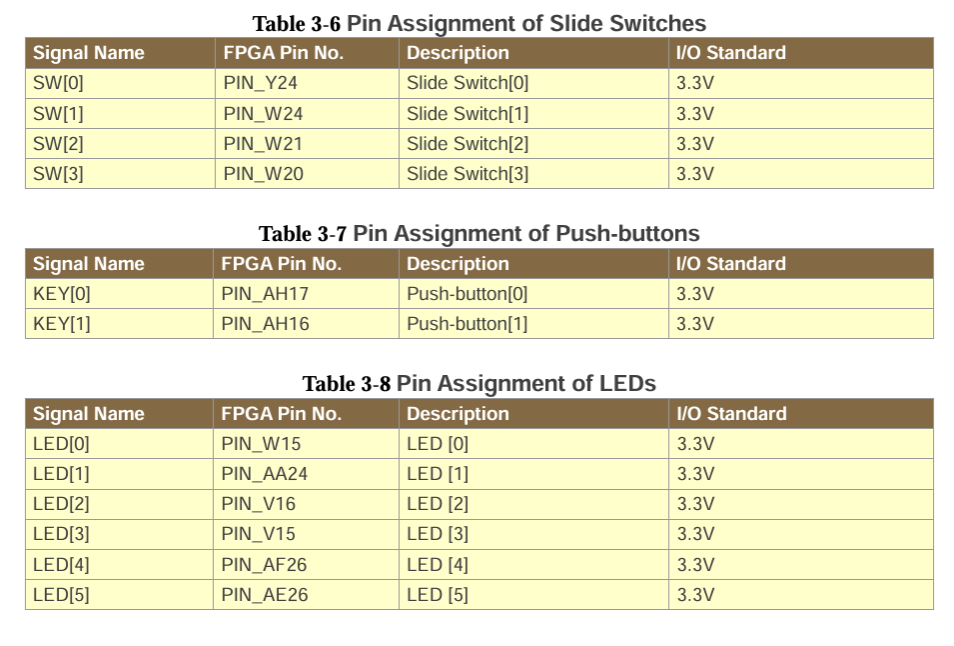 Table 3-6 Pin Assignment of Slide Switches
Signal Name FPGA Pin No. Description I/O Standard
SW[0] PIN_Y24 Slide Switch[0] 3.3V
SW[1] PIN_W24 Slide Switch[1] 3.3V
SW[2] PIN_W21 Slide Switch[2] 3.3V
SW[3] PIN_W20 Slide Switch[3] 3.3V
Table 3-7 Pin Assignment of Push-buttons
Signal Name FPGA Pin No. Description I/O Standard
KEY[0] PIN_AH17 Push-button[0] 3.3V
KEY[1] PIN_AH16 Push-button[1] 3.3V
Table 3-8 Pin Assignment of LEDs
Signal Name FPGA Pin No. Description I/O Standard
LED[0] PIN_W15 LED [0] 3.3V
LED[1] PIN_AA24 LED [1] 3.3V
LED[2] PIN_V16 LED [2] 3.3V
LED[3] PIN_V15 LED [3] 3.3V
LED[4] PIN_AF26 LED [4] 3.3V
LED[5] PIN_AE26 LED [5] 3.3V